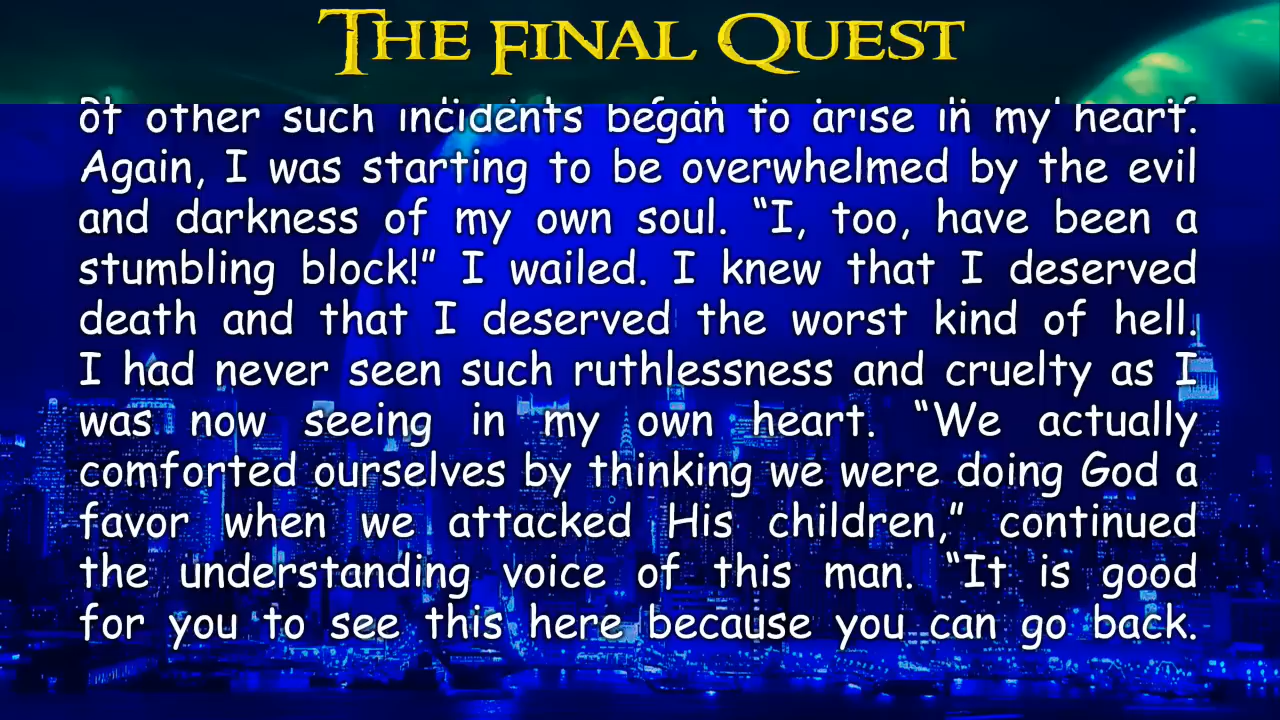 THE FINAL QUEST
of other such incidents began to arise in my heart.
Again, I was starting to be overwhelmed by the evil
and darkness of my own soul. “I, too, have been a
stumbling block!” I wailed. I knew that I deserved
death and that I deserved the worst kind of hell.
I had never seen such ruthlessness and cruelty as I
was now seeing in my own heart. “We actually
comforted ourselves by thinking we were doing God a
favor when we attacked His children,” continued
the understanding voice of this man. “It is good
for you to see this here because you can go back.